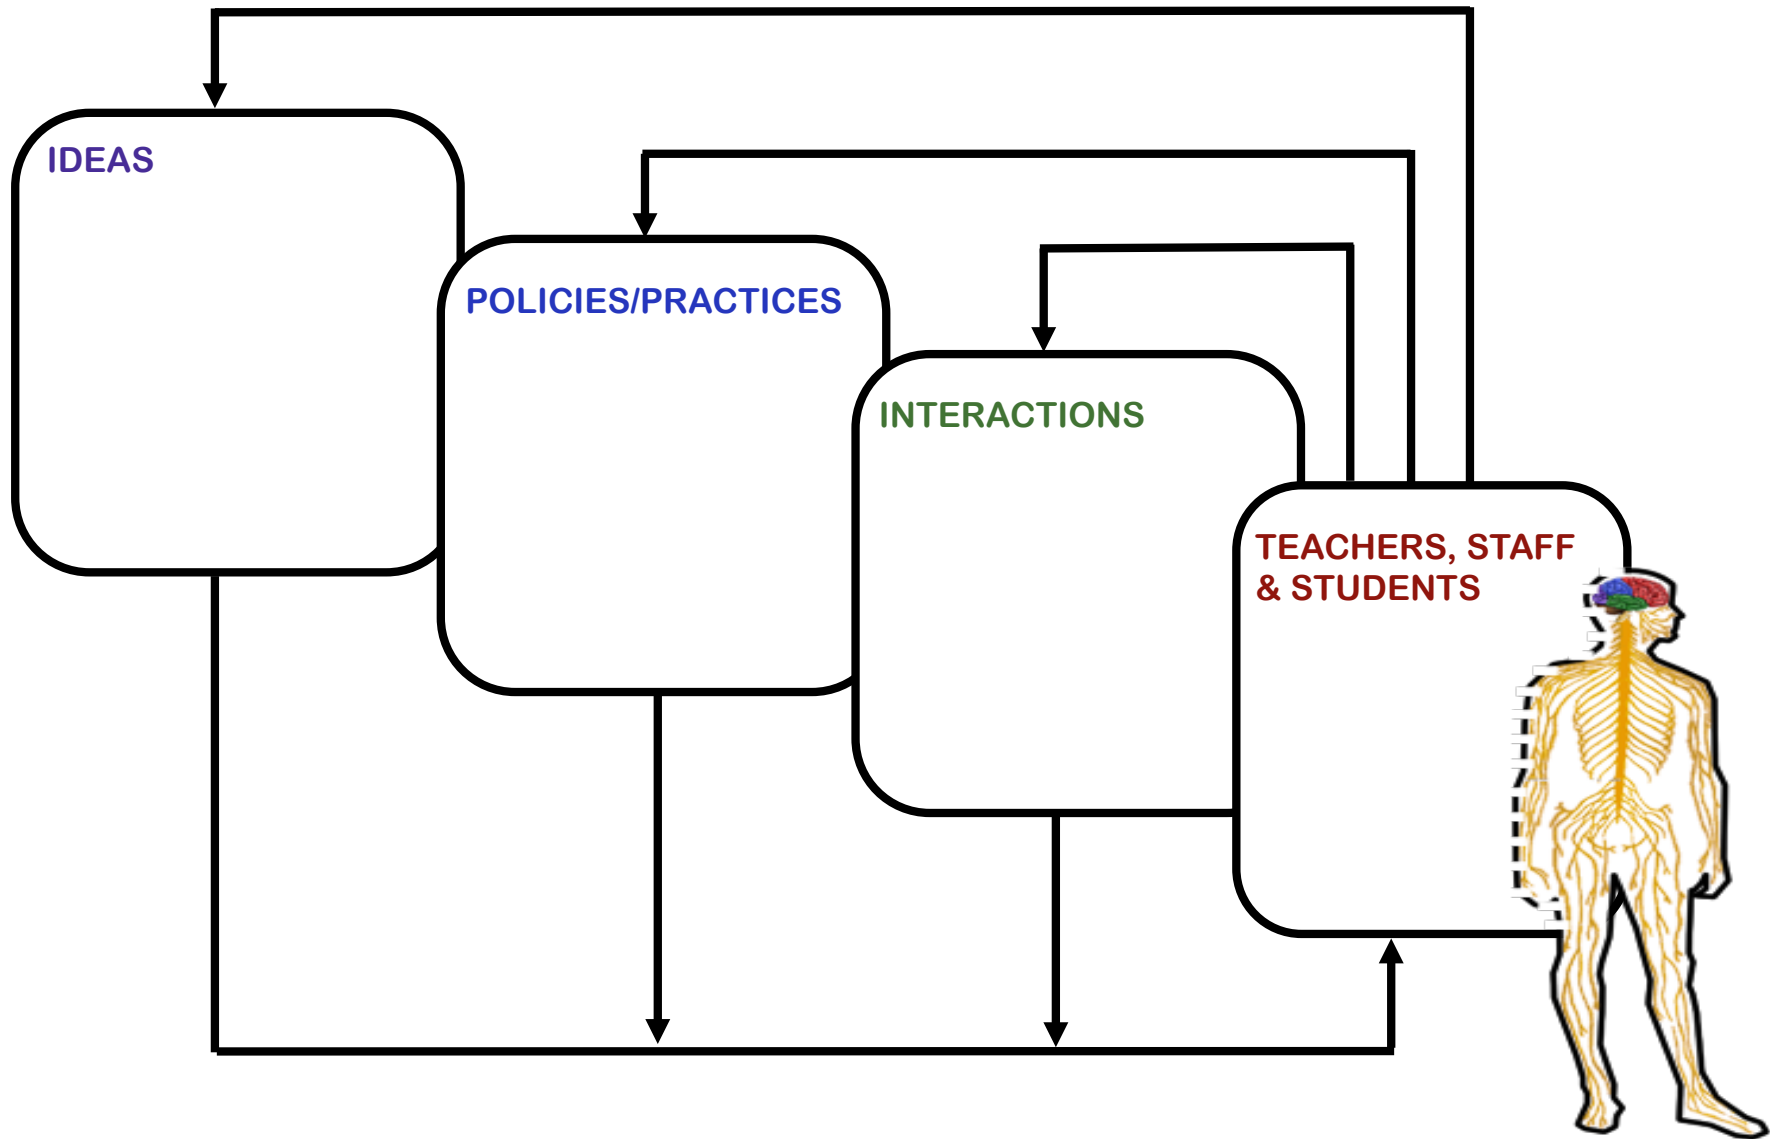 IDEAS
POLICIES/PRACTICES
INTERACTIONS
TEACHERS, STAFF
& STUDENTS